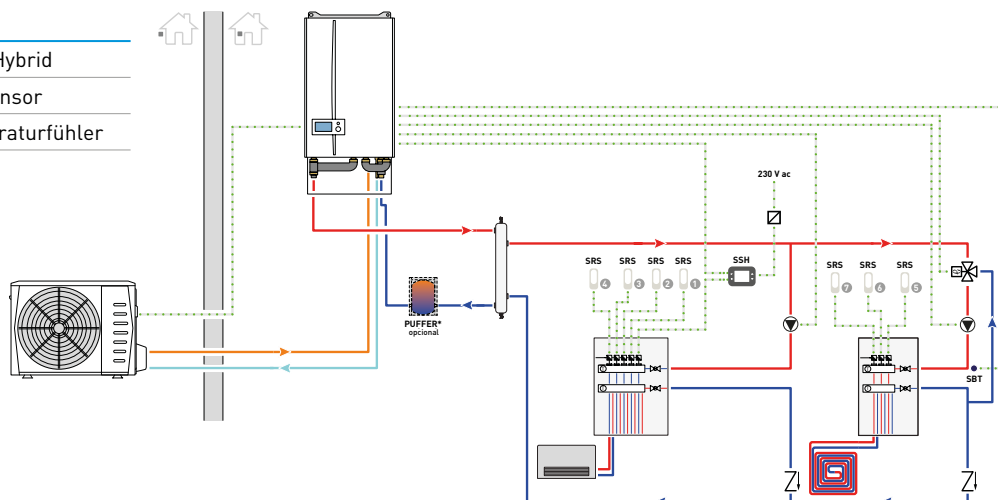 Hybrid
nsor
raturfühler
230 V ac
SRS SRS SRS SRS
4 3 2 1
SSH
SRS SRS SRS
7 6 5
PUFFER*
opcional
SBT